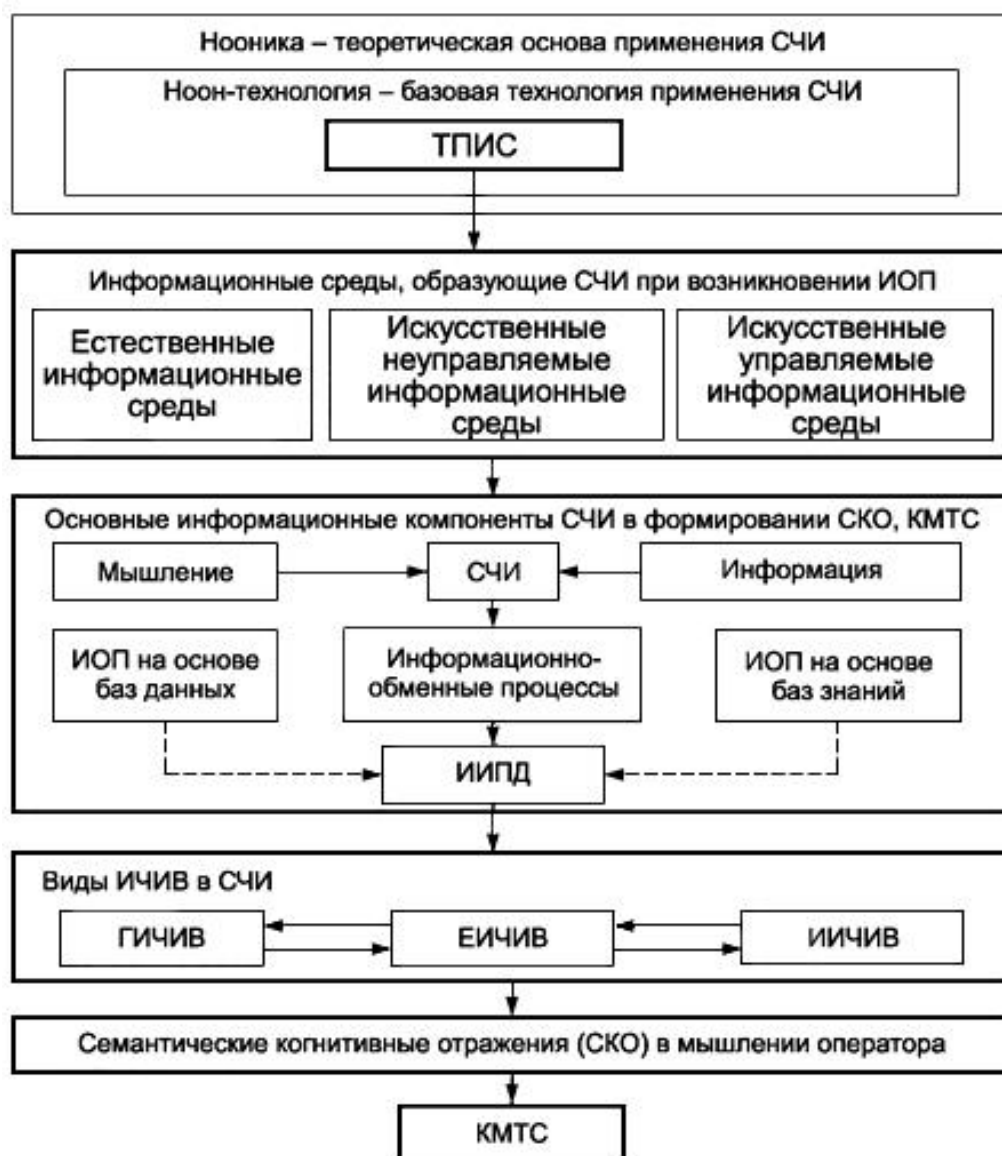 Нооника – теоретическая основа применения СЧИ
Ноон-технология – базовая технология применения СЧИ
ТПИС
Информационные среды, образующие СЧИ при возникновении ИОП
Естественные
информационные
среды
Искусственные
неуправляемые
информационные
среды
Искусственные
управляемые
информационные
среды
Основные информационные компоненты СЧИ в формировании СКО, КМТС
Мышление
СЧИ
Информация
ИОП на основе
баз данных
Информационно-
обменные процессы
ИОП на основе
баз знаний
ИИПД
Виды ИЧИВ в СЧИ
ГИЧИВ
ЕИЧИВ
ИИЧИВ
Семантические когнитивные отражения (СКО) в мышлении оператора
КМТС